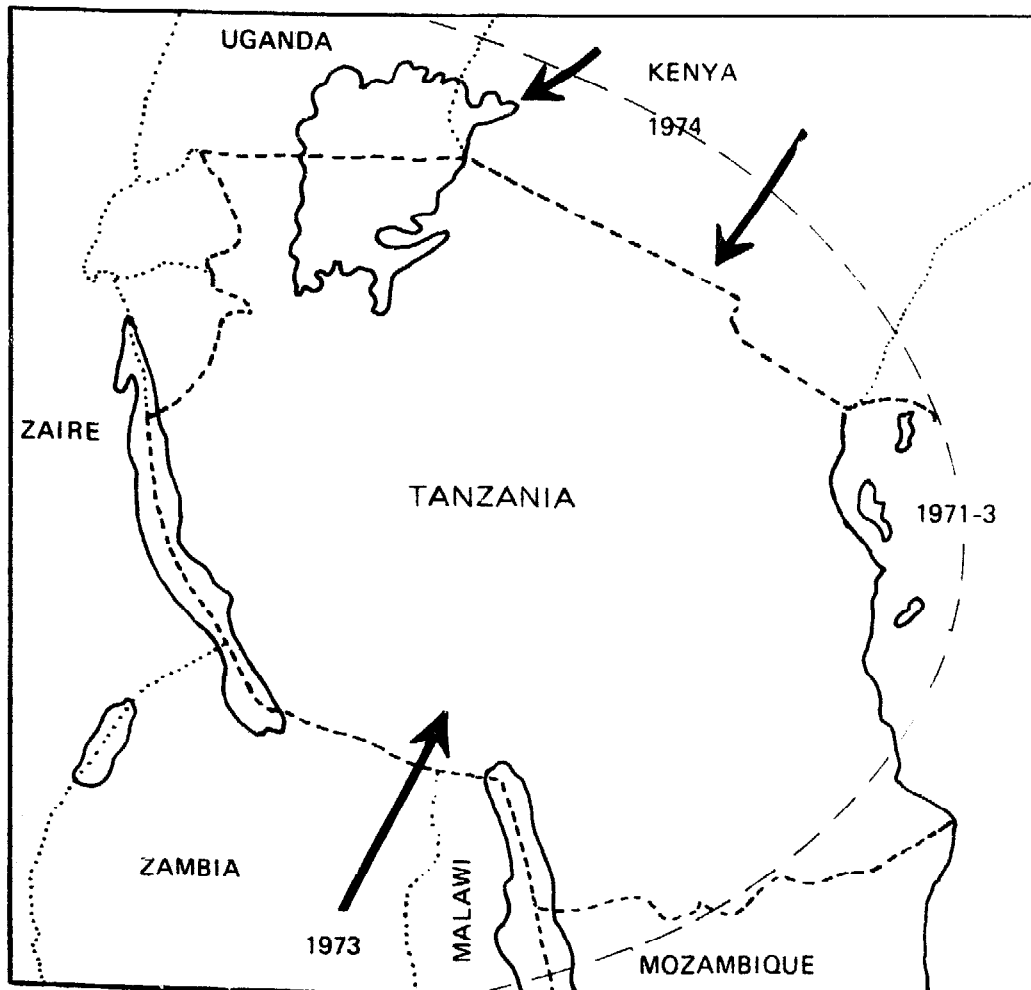 UGANDA
KENYA
1974
ZAIRE
TANZANIA
1971-3
ZAMBIA
1973
MALAWI
MOZAMBIQUE